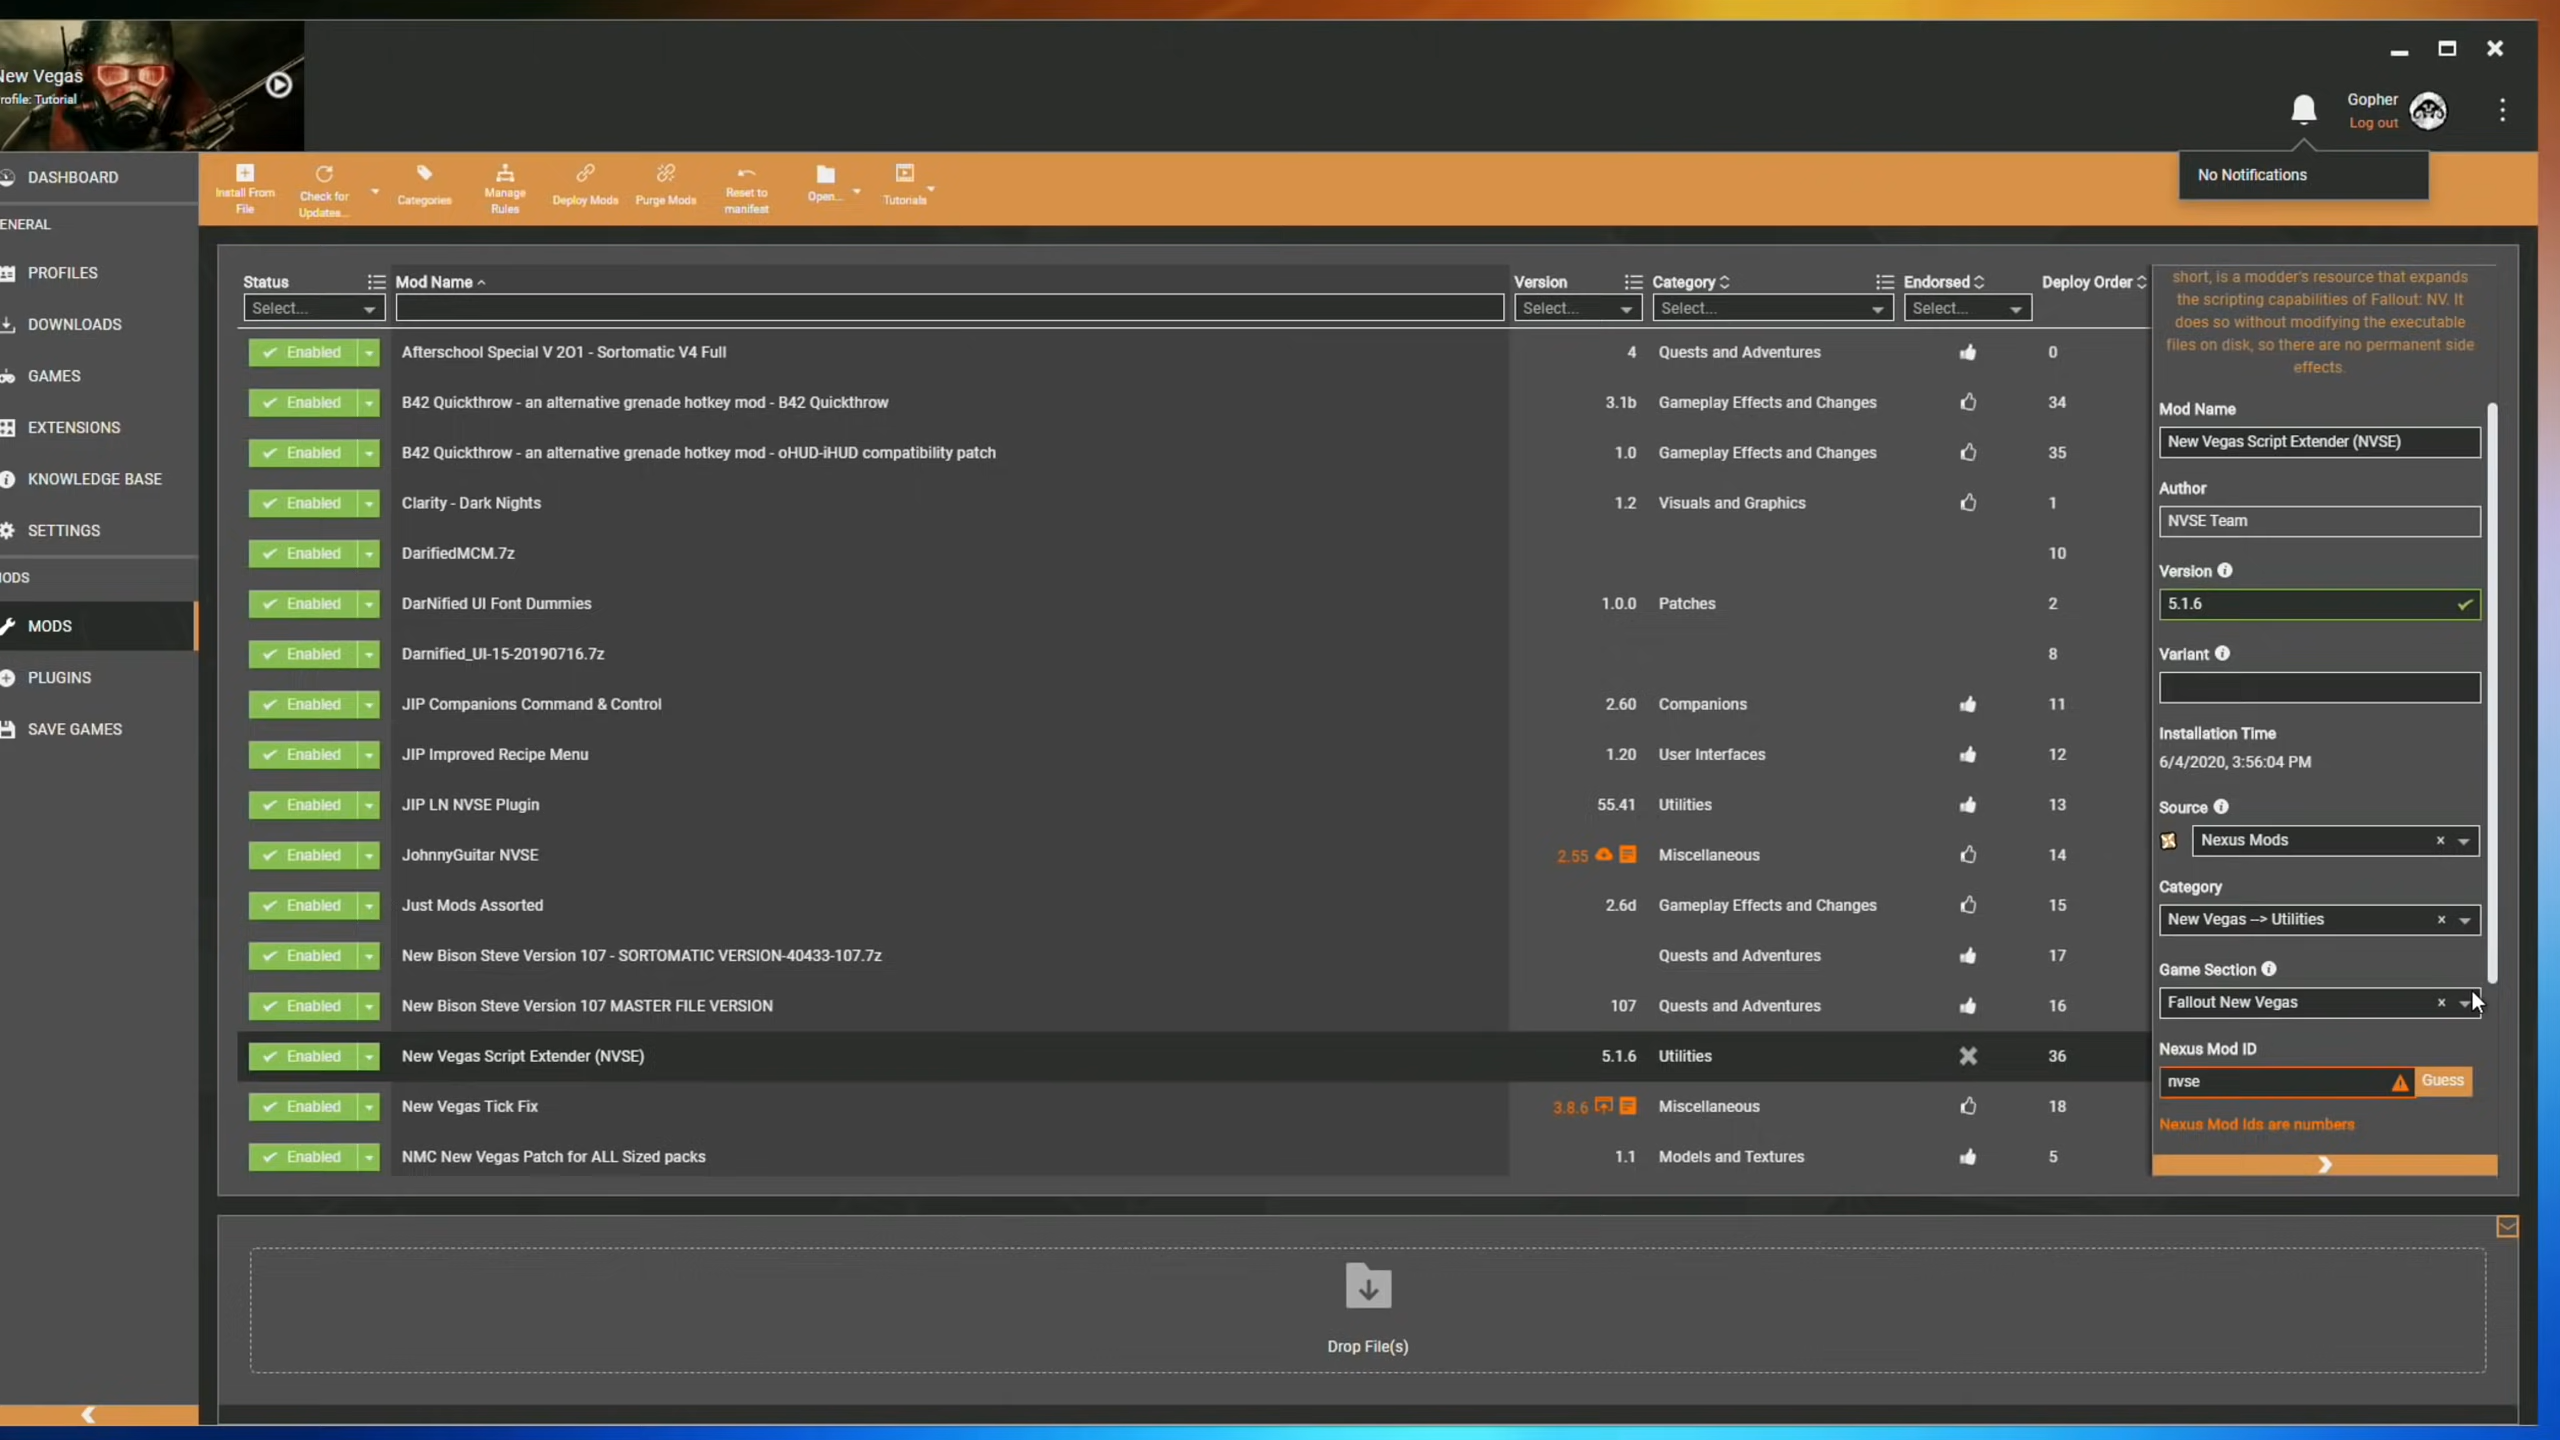 New Vegas
rofile: Tutorial
Gopher
Log out
No Notifications
DASHBOARD
ENERAL
PROFILES
DOWNLOADS
GAMES
EXTENSIONS
KNOWLEDGE BASE
SETTINGS
ODS
MODS
PLUGINS
SAVE GAMES
Install From File
Check for Updates...
Categories
Manage Rules
Deploy Mods
Purge Mods
Reset to manifest
Open...
Tutorials
Status Mod Name Version Category Endorsed Deploy Order
Select... Select... Select... Select...
Enabled Afterschool Special V 201 - Sortomatic V4 Full 4 Quests and Adventures 0
Enabled B42 Quickthrow - an alternative grenade hotkey mod - B42 Quickthrow 3.1b Gameplay Effects and Changes 34
Enabled B42 Quickthrow - an alternative grenade hotkey mod - oHUD-iHUD compatibility patch 1.0 Gameplay Effects and Changes 35
Enabled Clarity - Dark Nights 1.2 Visuals and Graphics 1
Enabled DarifiedMCM.7z 10
Enabled DarNified UI Font Dummies 1.0.0 Patches 2
Enabled Darnified_UI-15-20190716.7z 8
Enabled JIP Companions Command & Control 2.60 Companions 11
Enabled JIP Improved Recipe Menu 1.20 User Interfaces 12
Enabled JIP LN NVSE Plugin 55.41 Utilities 13
Enabled JohnnyGuitar NVSE 2.55 Miscellaneous 14
Enabled Just Mods Assorted 2.6d Gameplay Effects and Changes 15
Enabled New Bison Steve Version 107 - SORTOMATIC VERSION-40433-107.7z Quests and Adventures 17
Enabled New Bison Steve Version 107 MASTER FILE VERSION 107 Quests and Adventures 16
Enabled New Vegas Script Extender (NVSE) 5.1.6 Utilities 36
Enabled New Vegas Tick Fix 3.8.6 Miscellaneous 18
Enabled NMC New Vegas Patch for ALL Sized packs 1.1 Models and Textures 5
short, is a modder's resource that expands
the scripting capabilities of Fallout: NV. It
does so without modifying the executable
files on disk, so there are no permanent side
effects.
Mod Name
New Vegas Script Extender (NVSE)
Author
NVSE Team
Version
5.1.6
Variant
Installation Time
6/4/2020, 3:56:04 PM
Source
Nexus Mods
Category
New Vegas --> Utilities
Game Section
Fallout New Vegas
Nexus Mod ID
nvse Guess
Nexus Mod Ids are numbers
Drop File(s)